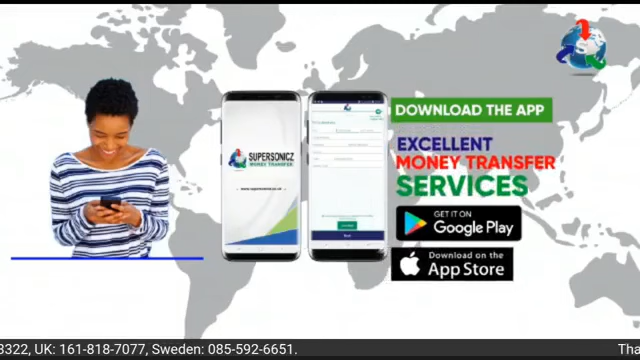 DOWNLOAD THE APP
EXCELLENT
MONEY TRANSFER
SERVICES
SUPERSONICZ
MONEY TRANSFER
GET IT ON
Google Play
Download on the
App Store
3322, UK: 161-818-7077, Sweden: 085-592-6651.
Tha